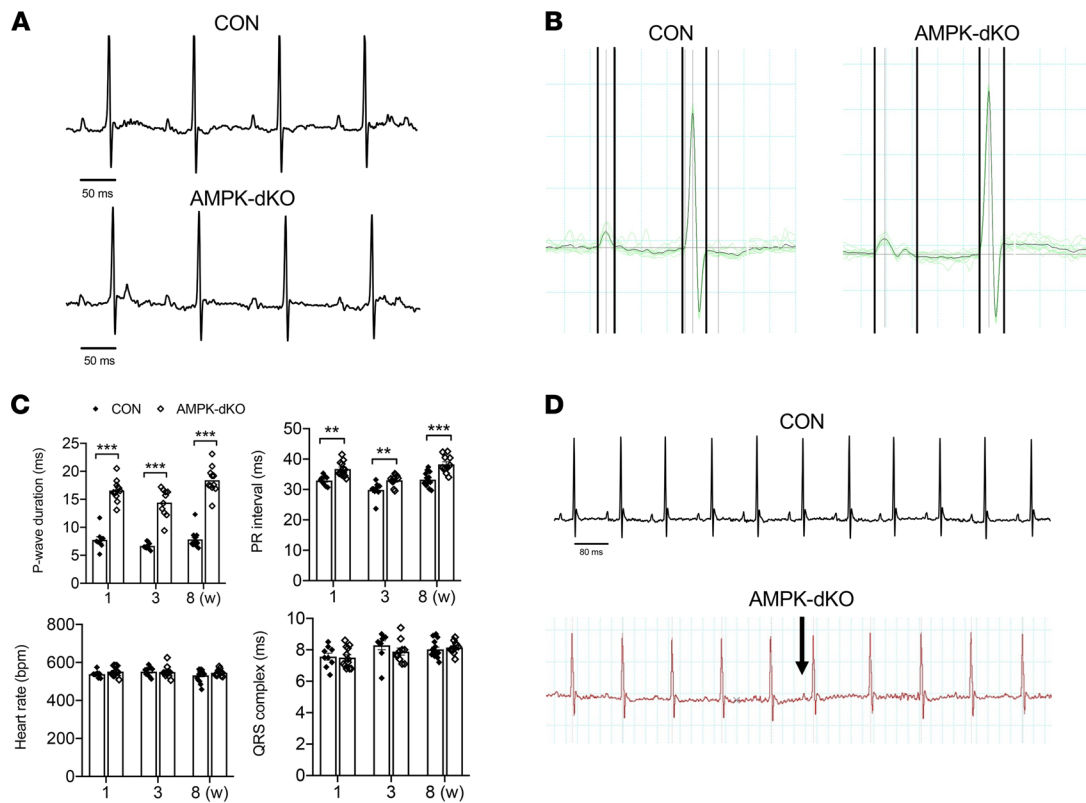 A
CON
50 ms
AMPK-dKO
50 ms
B
CON
AMPK-dKO
C
CON AMPK-dKO
P-wave duration (ms)
25
20
15
10
5
0
***
***
***
1 3 8 (w)
PR interval (ms)
50
40
30
20
10
0
**
**
***
1 3 8 (w)
Heart rate (bpm)
800
600
400
200
0
1 3 8 (w)
QRS complex (ms)
10
8
6
4
2
0
1 3 8 (w)
D
CON
80 ms
AMPK-dKO